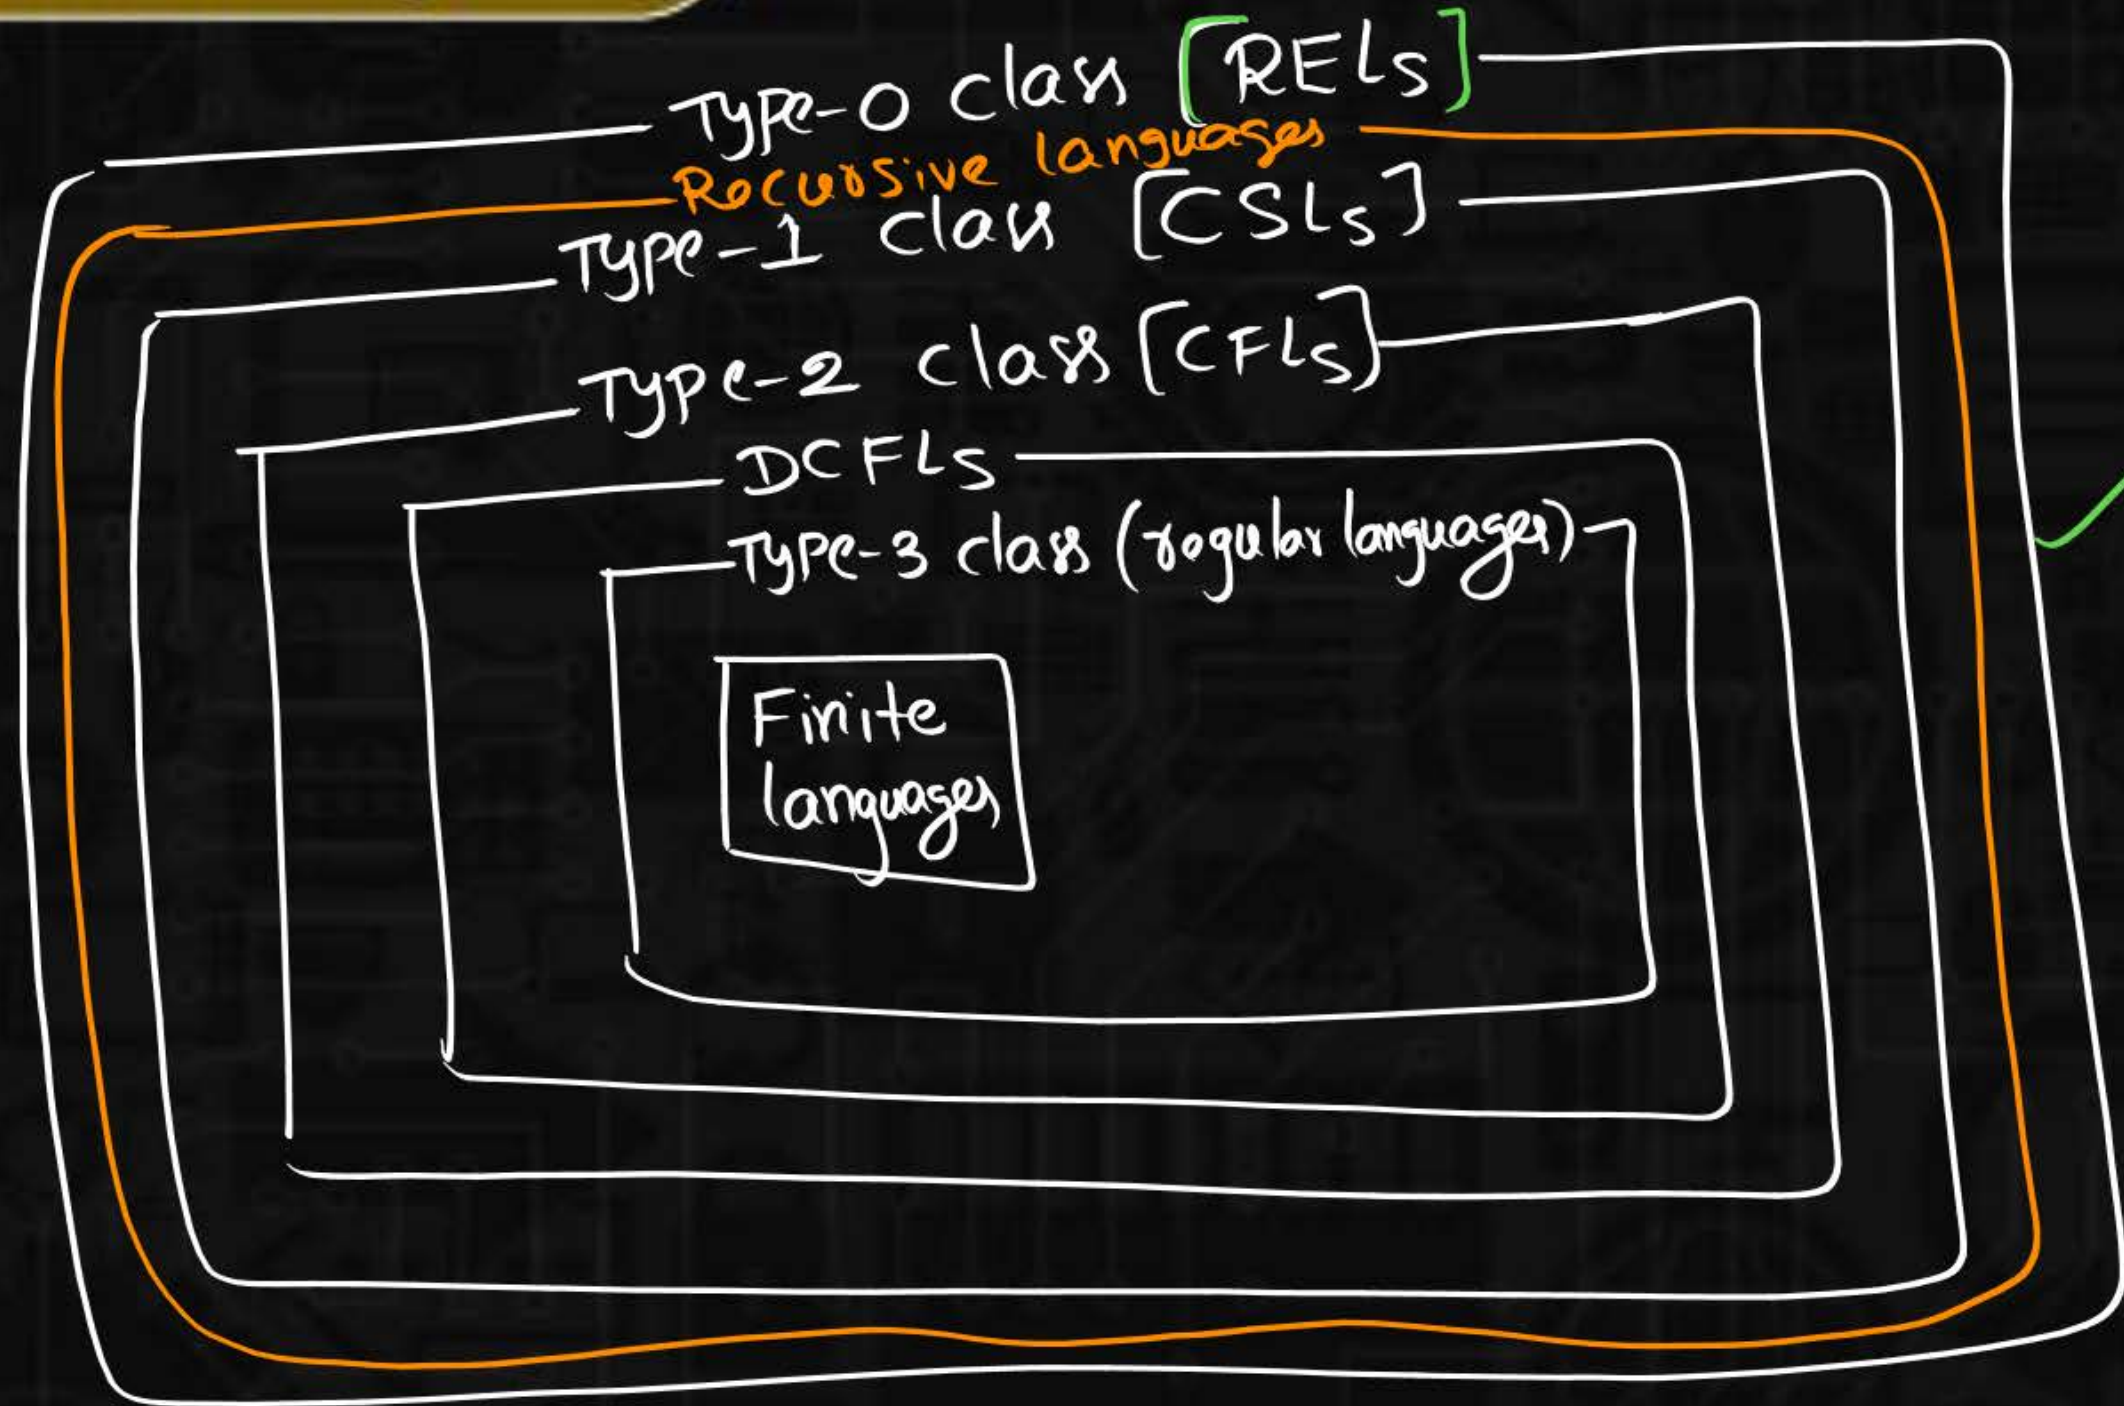 Type-0 class [RELs]
Recursive languages
Type-1 class [CSLs]
Type-2 class [CFLs]
DCFLs
Type-3 class (regular languages)
Finite
languages